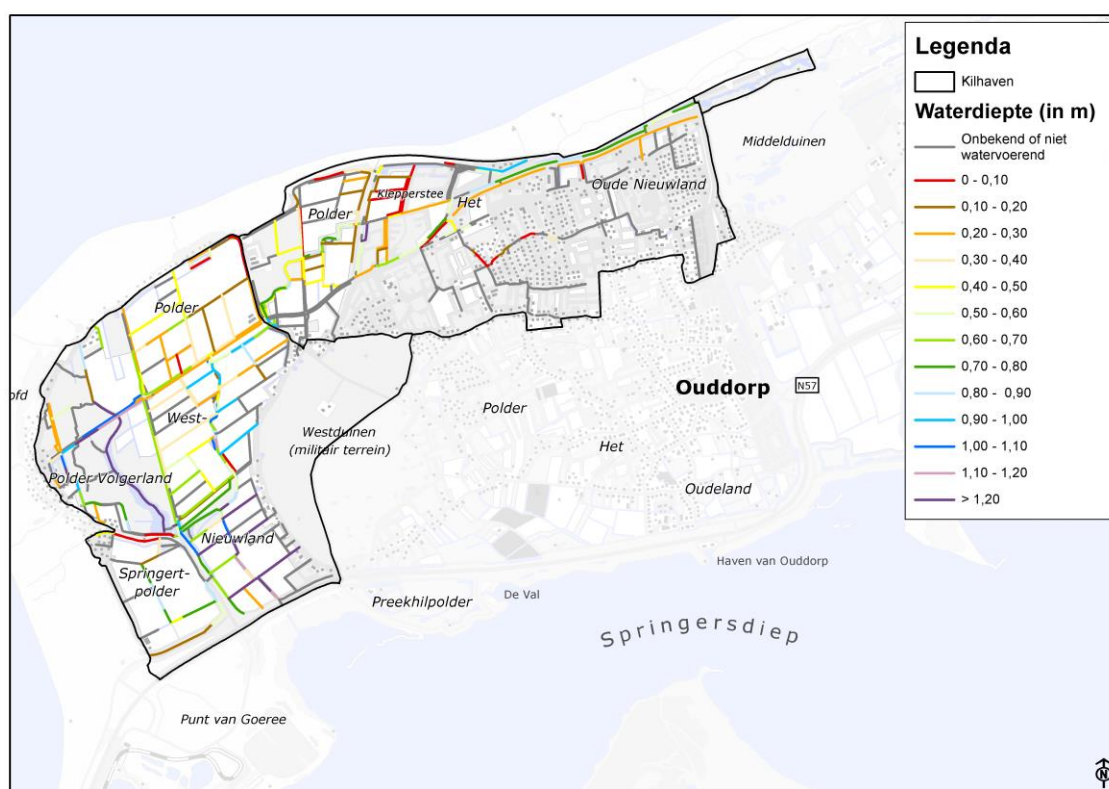 Legenda
Kilhaven
Waterdiepte (in m)
Onbekend of niet
watervoerend
0 - 0,10
0,10 - 0,20
0,20 - 0,30
0,30 - 0,40
0,40 - 0,50
0,50 - 0,60
0,60 - 0,70
0,70 - 0,80
0,80 - 0,90
0,90 - 1,00
1,00 - 1,10
1,10 - 1,20
> 1,20
Middelduinen
Oude Nieuwland
Klepperstee
Het
Polder
Polder
West-
Nieuwland
Westduinen
(militair terrein)
ofd
Polder Volgerland
Springert-
polder
Ouddorp
N57
Polder
Het
Oudeland
Haven van Ouddorp
De Val
Preekhilpolder
Springersdiep
Punt van Goeree
N